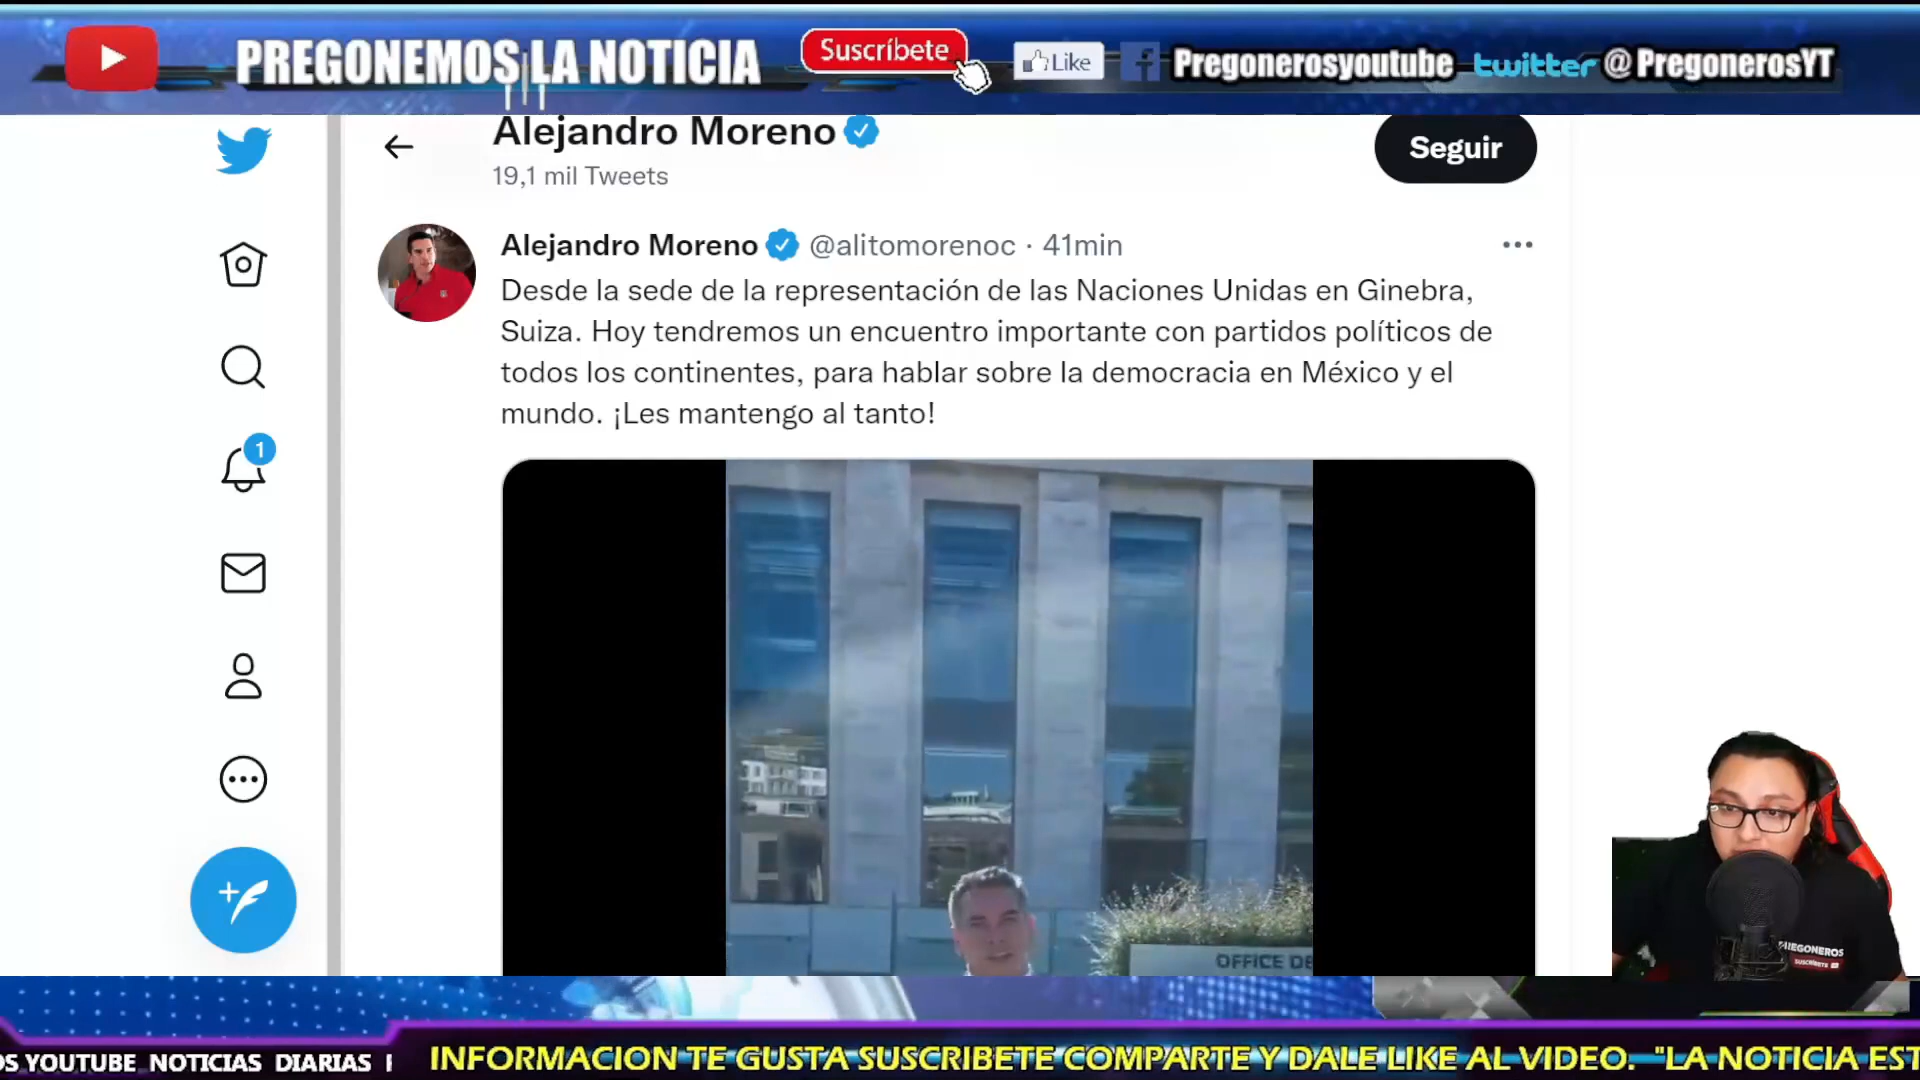 PREGONEMOS LA NOTICIA
Suscríbete
Like
f
Pregonerosyoutube
twitter @PregonerosYT
Alejandro Moreno
19,1 mil Tweets
Seguir
Alejandro Moreno @alitomorenoc · 41min
Desde la sede de la representación de las Naciones Unidas en Ginebra,
Suiza. Hoy tendremos un encuentro importante con partidos políticos de
todos los continentes, para hablar sobre la democracia en México y el
mundo. ¡Les mantengo al tanto!
1
OFFICE DE
PREGONEROS
SUSCRIBETE
OS YOUTUBE NOTICIAS DIARIAS
INFORMACION TE GUSTA SUSCRIBETE COMPARTE Y DALE LIKE AL VIDEO. "LA NOTICIA EST